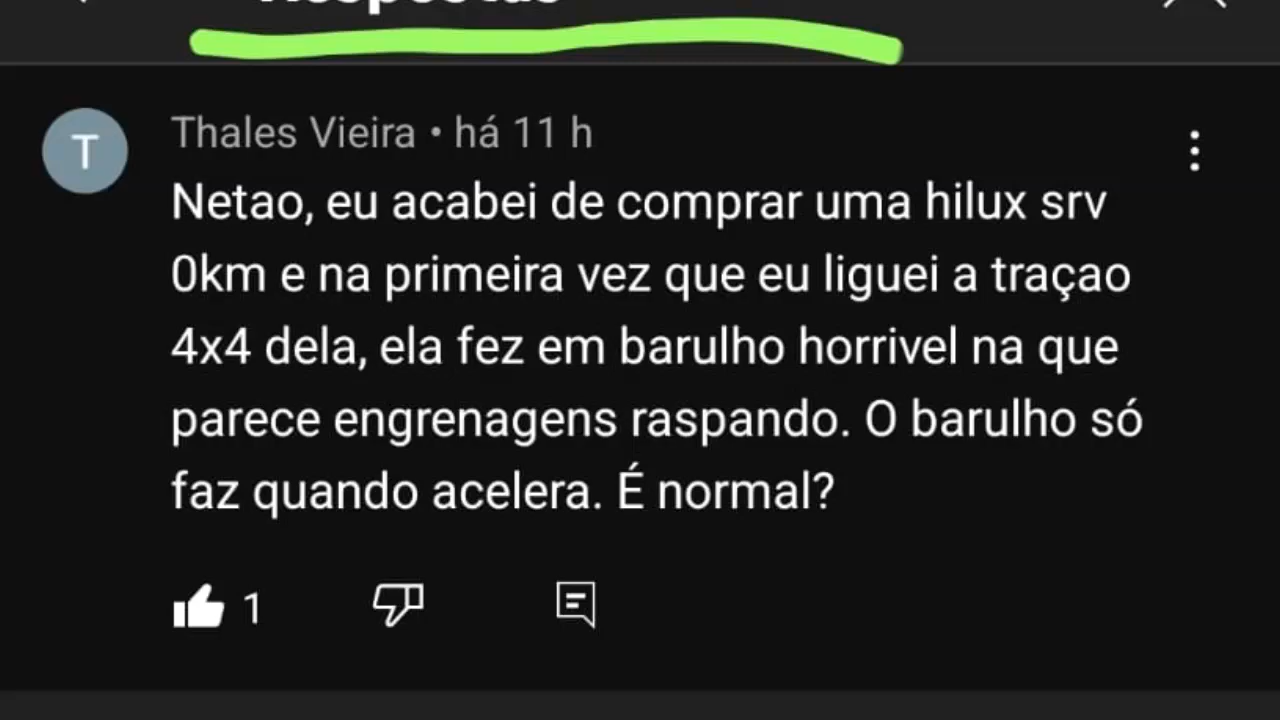 Respostas
Thales Vieira • há 11 h
T
Netao, eu acabei de comprar uma hilux srv
0km e na primeira vez que eu liguei a traçao
4x4 dela, ela fez em barulho horrivel na que
parece engrenagens raspando. O barulho só
faz quando acelera. É normal?
1